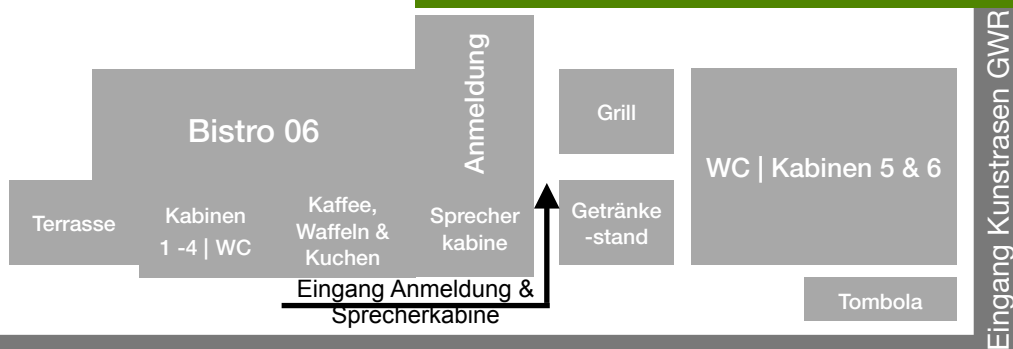 Bistro 06
Anmeldung
Grill
WC | Kabinen 5 & 6
Eingang Kunstrasen GWR
Terrasse
Kabinen
1 -4 | WC
Kaffee,
Waffeln &
Kuchen
Sprecher
kabine
Getränke
-stand
Eingang Anmeldung &
Sprecherkabine
Tombola